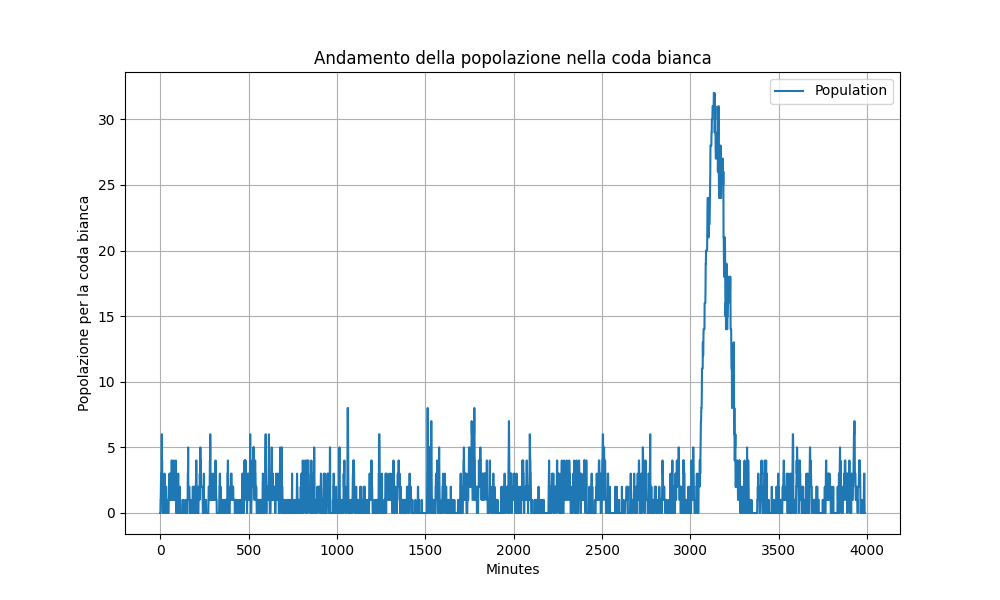 Andamento della popolazione nella coda bianca
Population
Popolazione per la coda bianca
30
25
20
15
10
5
0
0 500 1000 1500 2000 2500 3000 3500 4000
Minutes